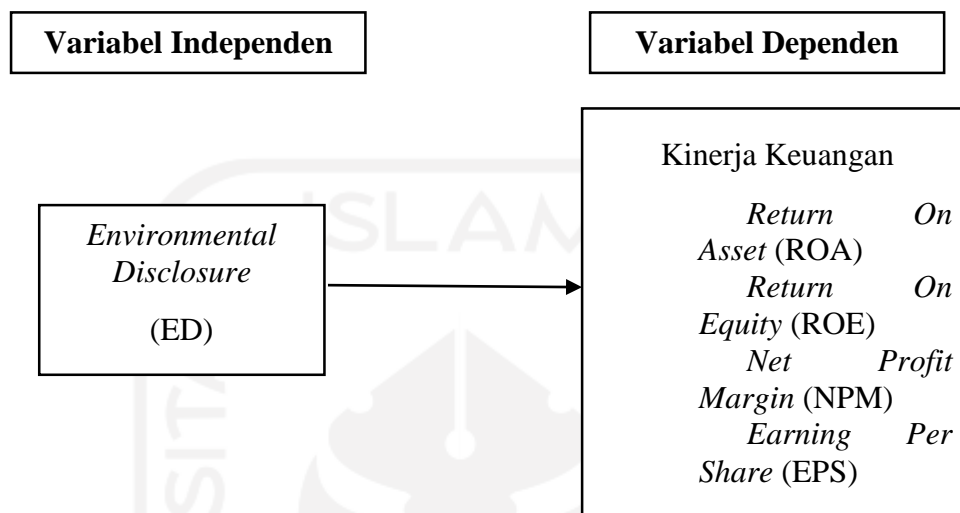 Variabel Independen
Variabel Dependen
Environmental
Disclosure
(ED)
Kinerja Keuangan
Return On
Asset (ROA)
Return On
Equity (ROE)
Net Profit
Margin (NPM)
Earning Per
Share (EPS)
ISLAM